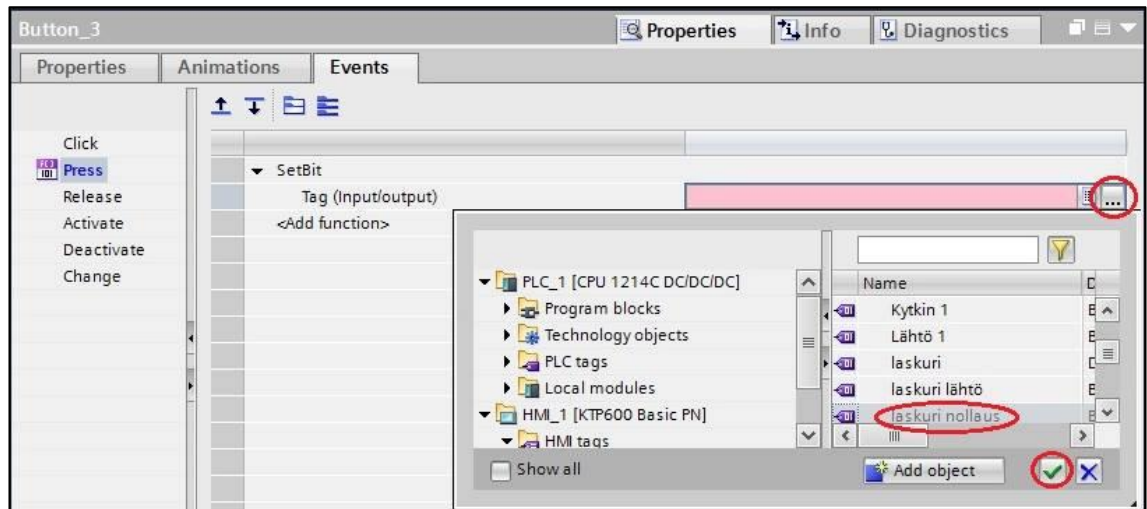 Button_3
Properties Info Diagnostics
Properties Animations Events
Click
Press
Release
Activate
Deactivate
Change
SetBit
Tag (Input/output)
<Add function>
...
PLC_1 [CPU 1214C DC/DC/DC]
Program blocks
Technology objects
PLC tags
Local modules
HMI_1 [KTP600 Basic PN]
HMI tags
Name
Kytkin 1
Lähtö 1
laskuri
laskuri lähtö
laskuri nollaus
Show all
Add object